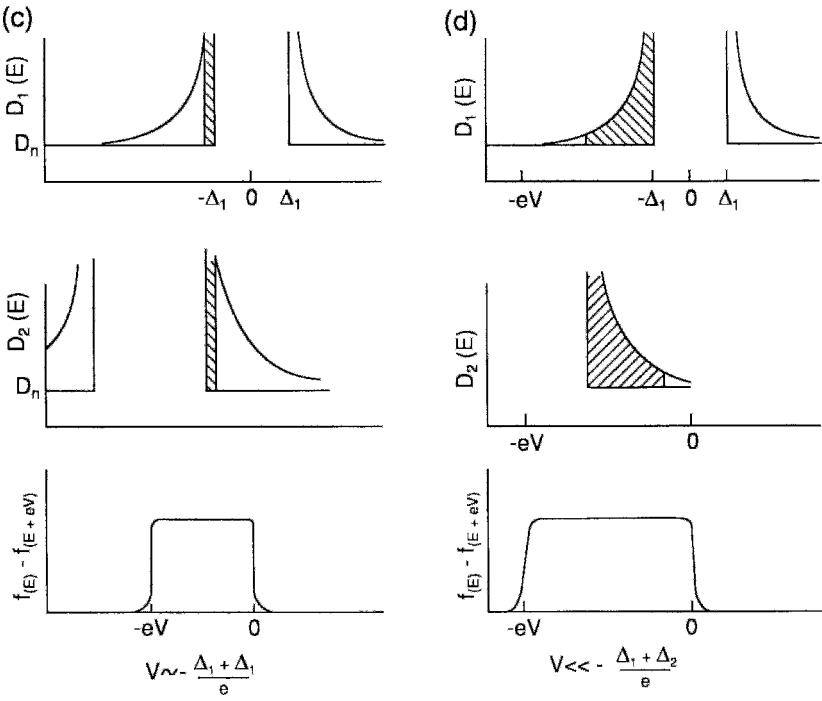 (c)
D₁ (E)
Dₙ
-Δ₁ 0 Δ₁
D₂ (E)
Dₙ
f(E) - f(E + eV)
-eV 0
V ~ - Δ₁ + Δ₁
e
(d)
D₁ (E)
-eV -Δ₁ 0 Δ₁
D₂ (E)
-eV 0
f(E) - f(E + eV)
-eV 0
V << - Δ₁ + Δ₂
e